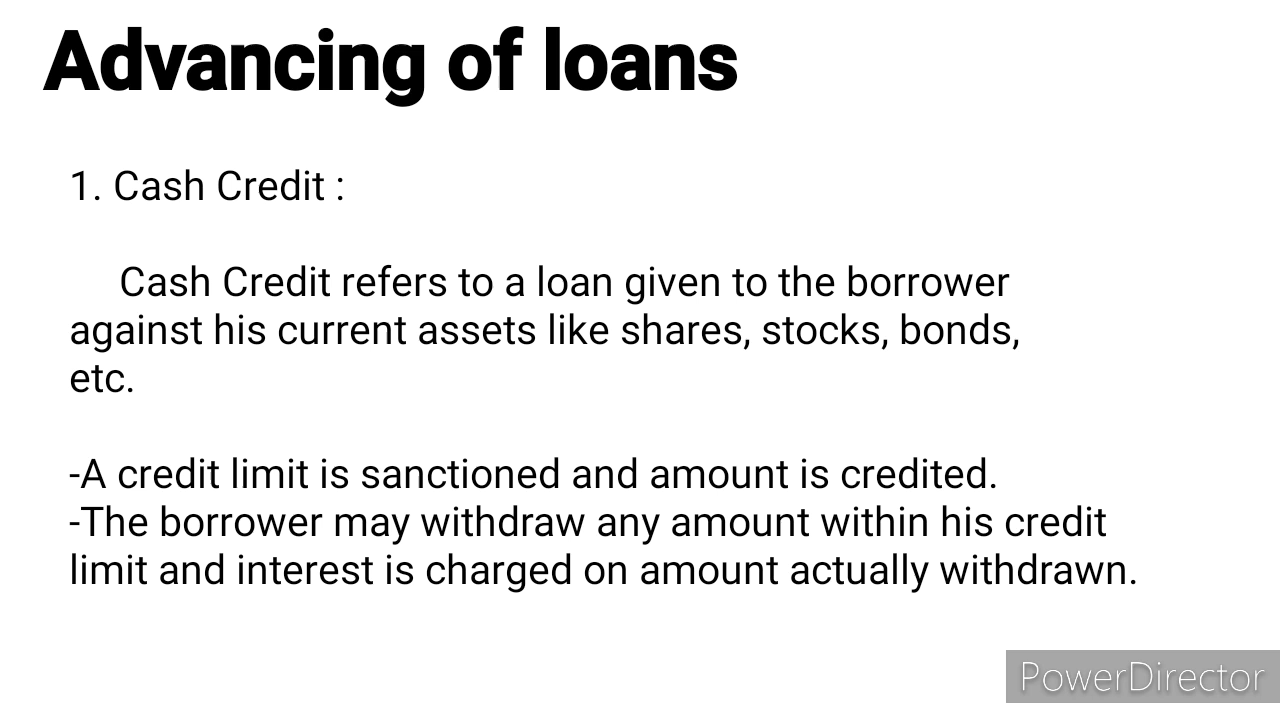 Advancing of loans
1. Cash Credit :
Cash Credit refers to a loan given to the borrower
against his current assets like shares, stocks, bonds,
etc.
-A credit limit is sanctioned and amount is credited.
-The borrower may withdraw any amount within his credit
limit and interest is charged on amount actually withdrawn.
PowerDirector